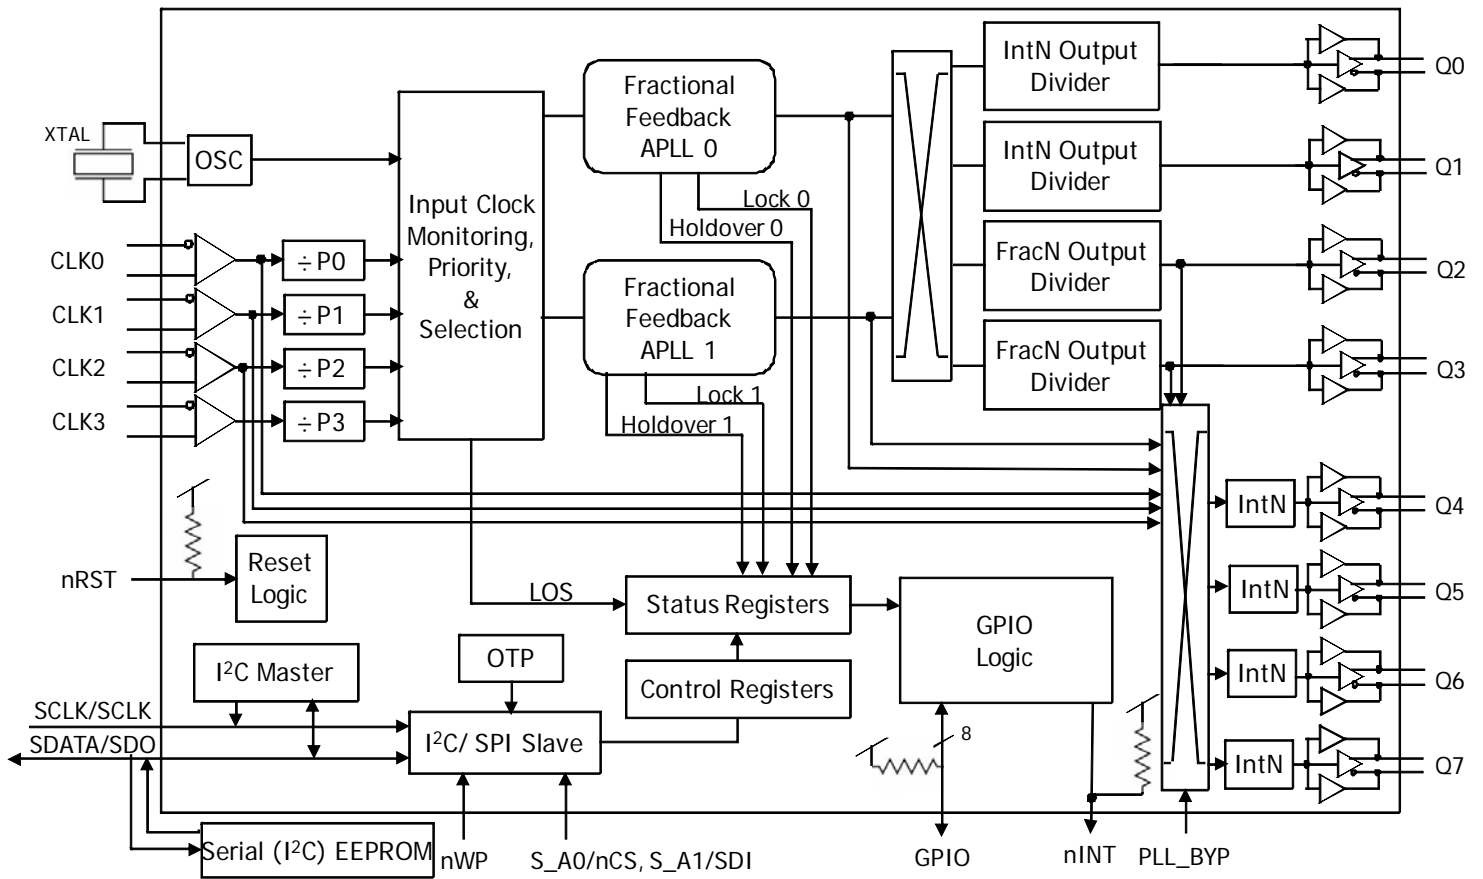 XTAL
OSC
CLK0
CLK1
CLK2
CLK3
÷P0
÷P1
÷P2
÷P3
Input Clock
Monitoring,
Priority,
&
Selection
Fractional
Feedback
APLL 0
Lock 0
Holdover 0
Fractional
Feedback
APLL 1
Lock 1
Holdover 1
IntN Output
Divider
IntN Output
Divider
FracN Output
Divider
FracN Output
Divider
Q0
Q1
Q2
Q3
IntN
Q4
IntN
Q5
IntN
Q6
IntN
Q7
nRST
Reset
Logic
LOS
Status Registers
GPIO
Logic
I²C Master
OTP
Control Registers
SCLK/SCLK
SDATA/SDO
I²C/ SPI Slave
8
Serial (I²C) EEPROM
nWP
S_A0/nCS, S_A1/SDI
GPIO
nINT
PLL_BYP